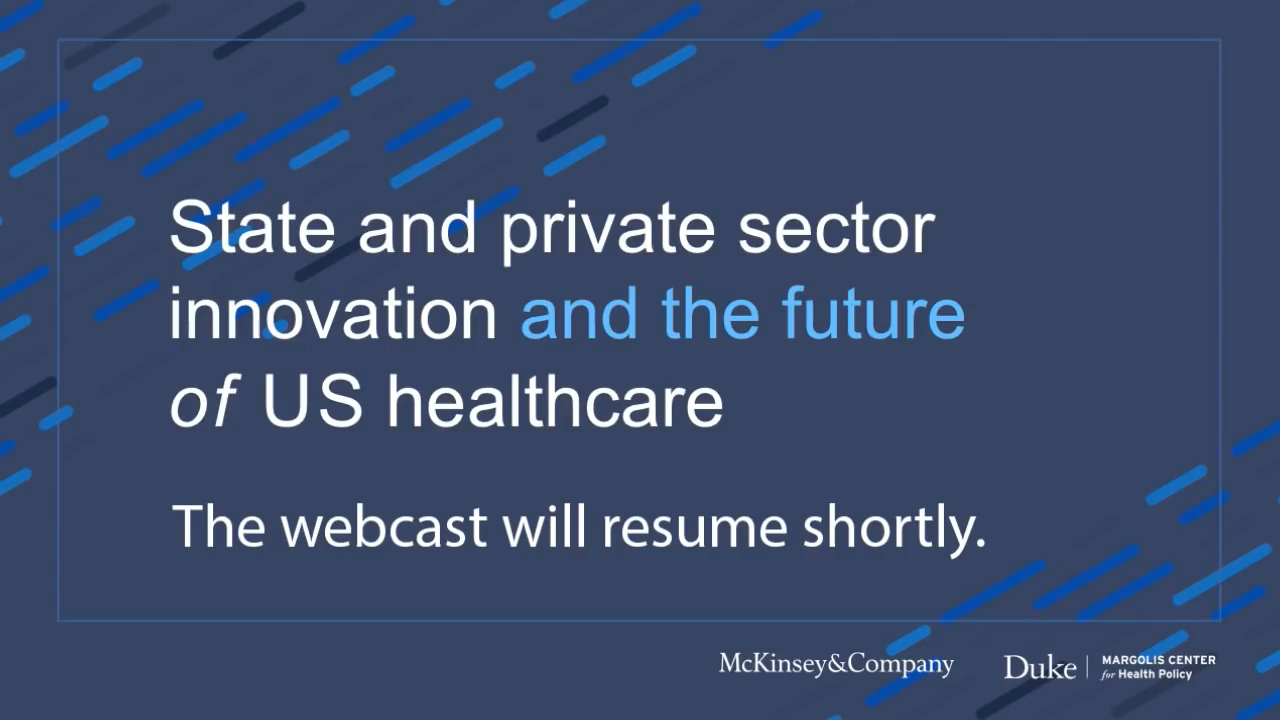 State and private sector
innovation and the future
of US healthcare
The webcast will resume shortly.
McKinsey&Company
Duke
MARGOLIS CENTER
for Health Policy